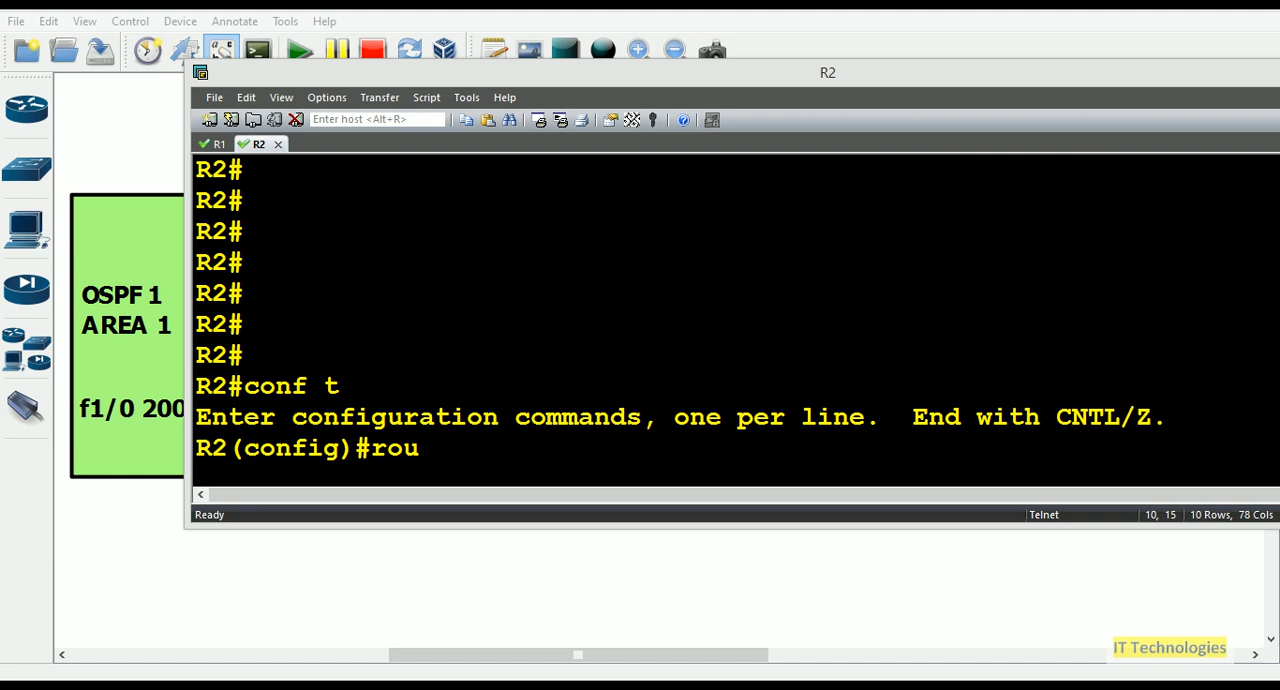 File Edit View Control Device Annotate Tools Help
R2
File Edit View Options Transfer Script Tools Help
Enter host <Alt+R>
R1 R2
R2#
R2#
R2#
R2#
R2#
R2#
R2#
R2#conf t
Enter configuration commands, one per line.  End with CNTL/Z.
R2(config)#rou
OSPF 1
AREA 1
f1/0 200
Ready Telnet 10, 15 10 Rows, 78 Cols
IT Technologies